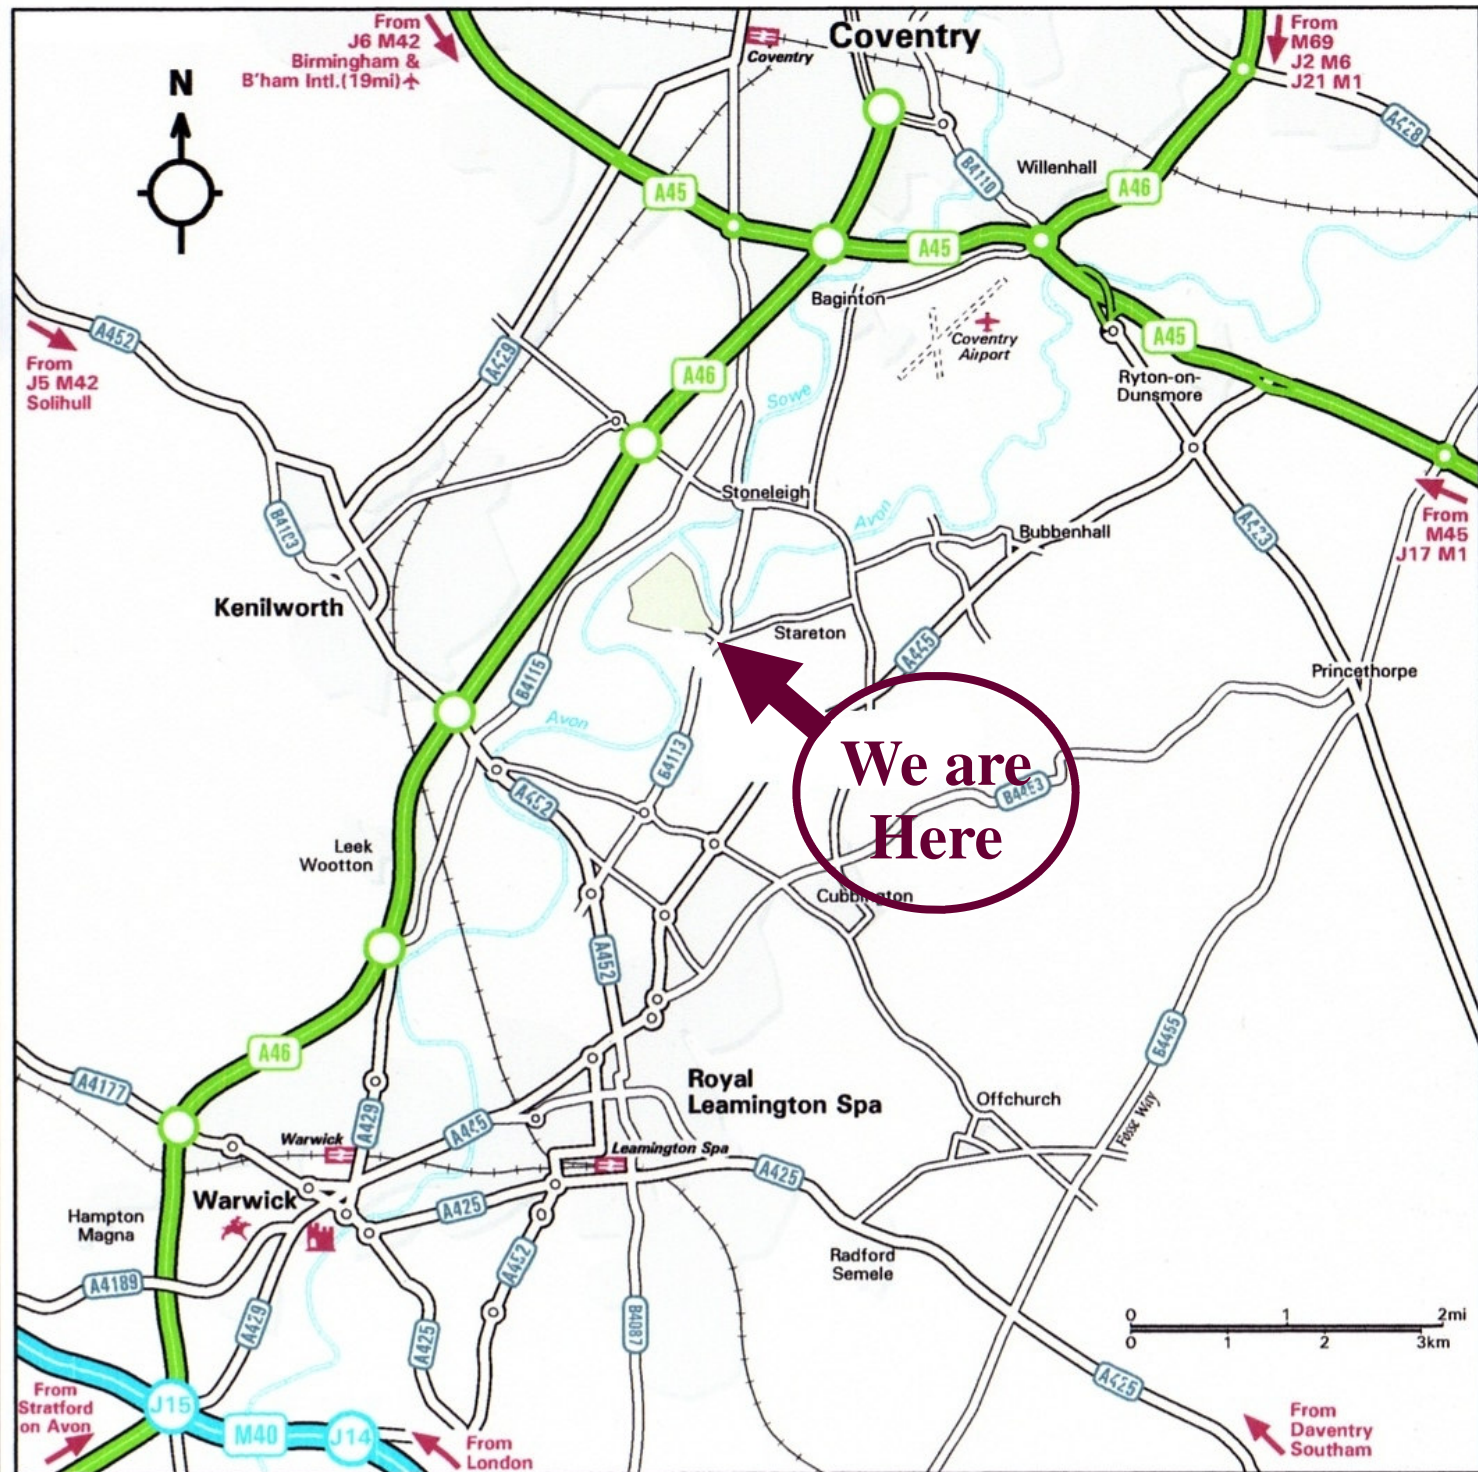 From
J6 M42
Birmingham &
B'ham Intl.(19mi)
Coventry
Coventry
From
M69
J2 M6
J21 M1
N
A428
B4110
Willenhall
A46
A45
A45
Baginton
Coventry
Airport
A45
A452
From
J5 M42
Solihull
A429
A46
Sowe
Ryton-on-
Dunsmore
Stoneleigh
Avon
Bubbenhall
A423
From
M45
J17 M1
B4103
Kenilworth
Stareton
A445
B4115
Princethorpe
Avon
B4113
We are
Here
B4453
A452
Leek
Wootton
Cubbington
A452
A46
B4455
Fosse Way
A4177
A429
A445
Royal
Leamington Spa
Offchurch
Warwick
Leamington Spa
A425
Warwick
A425
Hampton
Magna
A452
Radford
Semele
A4189
A429
A425
B4087
0 1 2mi
0 1 2 3km
A425
From
Stratford
on Avon
J15
M40
J14
From
London
From
Daventry
Southam